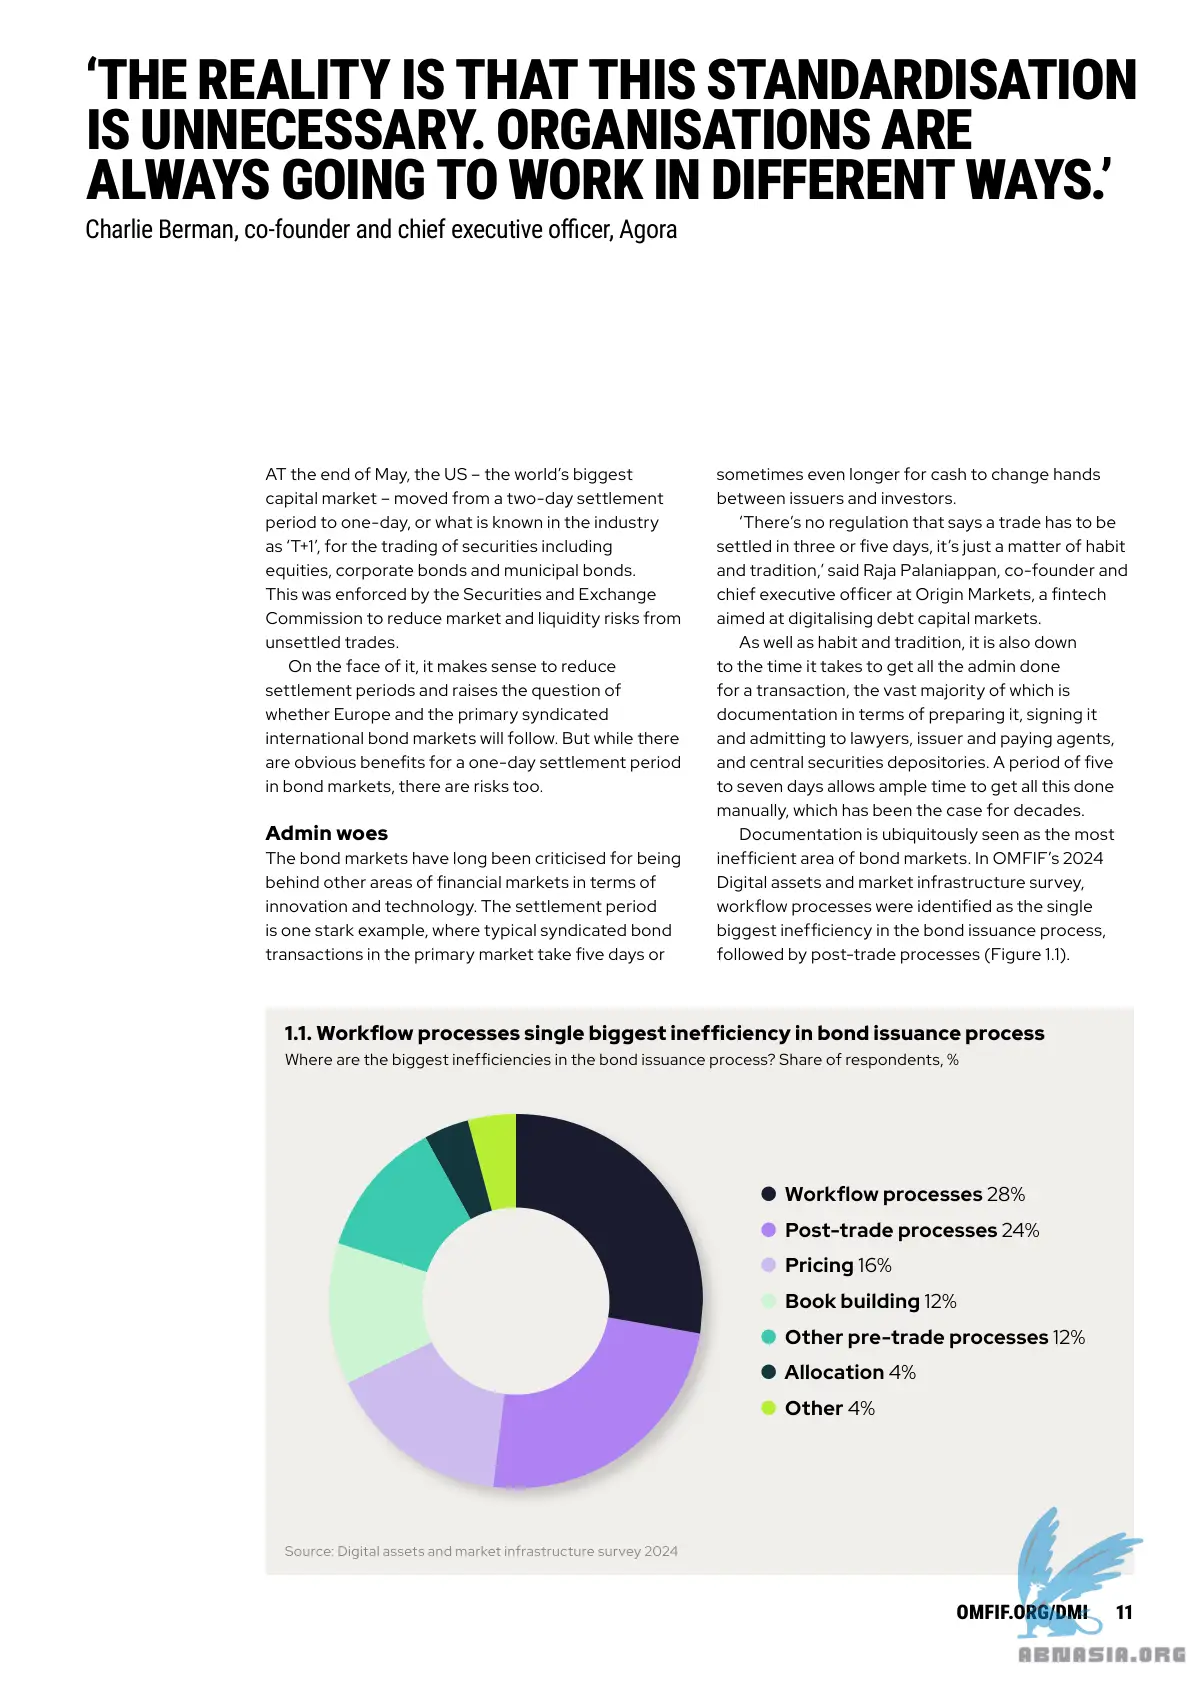 ‘THE REALITY IS THAT THIS STANDARDISATION
IS UNNECESSARY. ORGANISATIONS ARE
ALWAYS GOING TO WORK IN DIFFERENT WAYS.’
Charlie Berman, co-founder and chief executive officer, Agora
AT the end of May, the US – the world’s biggest
capital market – moved from a two-day settlement
period to one-day, or what is known in the industry
as ‘T+1’, for the trading of securities including
equities, corporate bonds and municipal bonds.
This was enforced by the Securities and Exchange
Commission to reduce market and liquidity risks from
unsettled trades.
On the face of it, it makes sense to reduce
settlement periods and raises the question of
whether Europe and the primary syndicated
international bond markets will follow. But while there
are obvious benefits for a one-day settlement period
in bond markets, there are risks too.
Admin woes
The bond markets have long been criticised for being
behind other areas of financial markets in terms of
innovation and technology. The settlement period
is one stark example, where typical syndicated bond
transactions in the primary market take five days or
sometimes even longer for cash to change hands
between issuers and investors.
‘There’s no regulation that says a trade has to be
settled in three or five days, it’s just a matter of habit
and tradition,’ said Raja Palaniappan, co-founder and
chief executive officer at Origin Markets, a fintech
aimed at digitalising debt capital markets.
As well as habit and tradition, it is also down
to the time it takes to get all the admin done
for a transaction, the vast majority of which is
documentation in terms of preparing it, signing it
and admitting to lawyers, issuer and paying agents,
and central securities depositories. A period of five
to seven days allows ample time to get all this done
manually, which has been the case for decades.
Documentation is ubiquitously seen as the most
inefficient area of bond markets. In OMFIF’s 2024
Digital assets and market infrastructure survey,
workflow processes were identified as the single
biggest inefficiency in the bond issuance process,
followed by post-trade processes (Figure 1.1).
1.1. Workflow processes single biggest inefficiency in bond issuance process
Where are the biggest inefficiencies in the bond issuance process? Share of respondents, %
Workflow processes 28%
Post-trade processes 24%
Pricing 16%
Book building 12%
Other pre-trade processes 12%
Allocation 4%
Other 4%
Source: Digital assets and market infrastructure survey 2024
OMFIF.ORG/DMI 11
ABNASIA.ORG